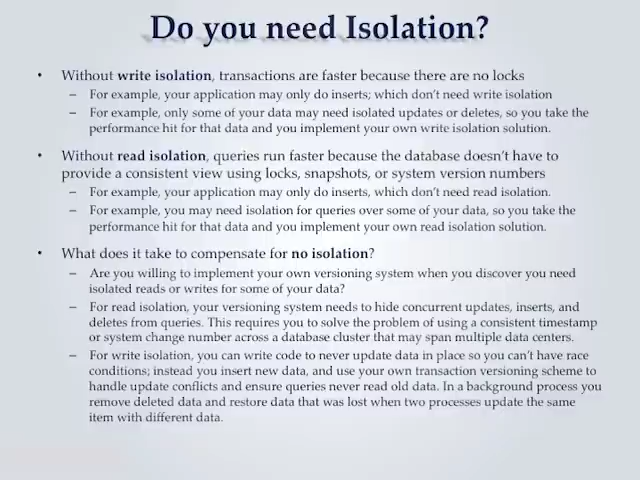 Do you need Isolation?
• Without write isolation, transactions are faster because there are no locks
– For example, your application may only do inserts; which don't need write isolation
– For example, only some of your data may need isolated updates or deletes, so you take the
performance hit for that data and you implement your own write isolation solution.
• Without read isolation, queries run faster because the database doesn't have to
provide a consistent view using locks, snapshots, or system version numbers
– For example, your application may only do inserts, which don't need read isolation.
– For example, you may need isolation for queries over some of your data, so you take the
performance hit for that data and you implement your own read isolation solution.
• What does it take to compensate for no isolation?
– Are you willing to implement your own versioning system when you discover you need
isolated reads or writes for some of your data?
– For read isolation, your versioning system needs to hide concurrent updates, inserts, and
deletes from queries. This requires you to solve the problem of using a consistent timestamp
or system change number across a database cluster that may span multiple data centers.
– For write isolation, you can write code to never update data in place so you can't have race
conditions; instead you insert new data, and use your own transaction versioning scheme to
handle update conflicts and ensure queries never read old data. In a background process you
remove deleted data and restore data that was lost when two processes update the same
item with different data.